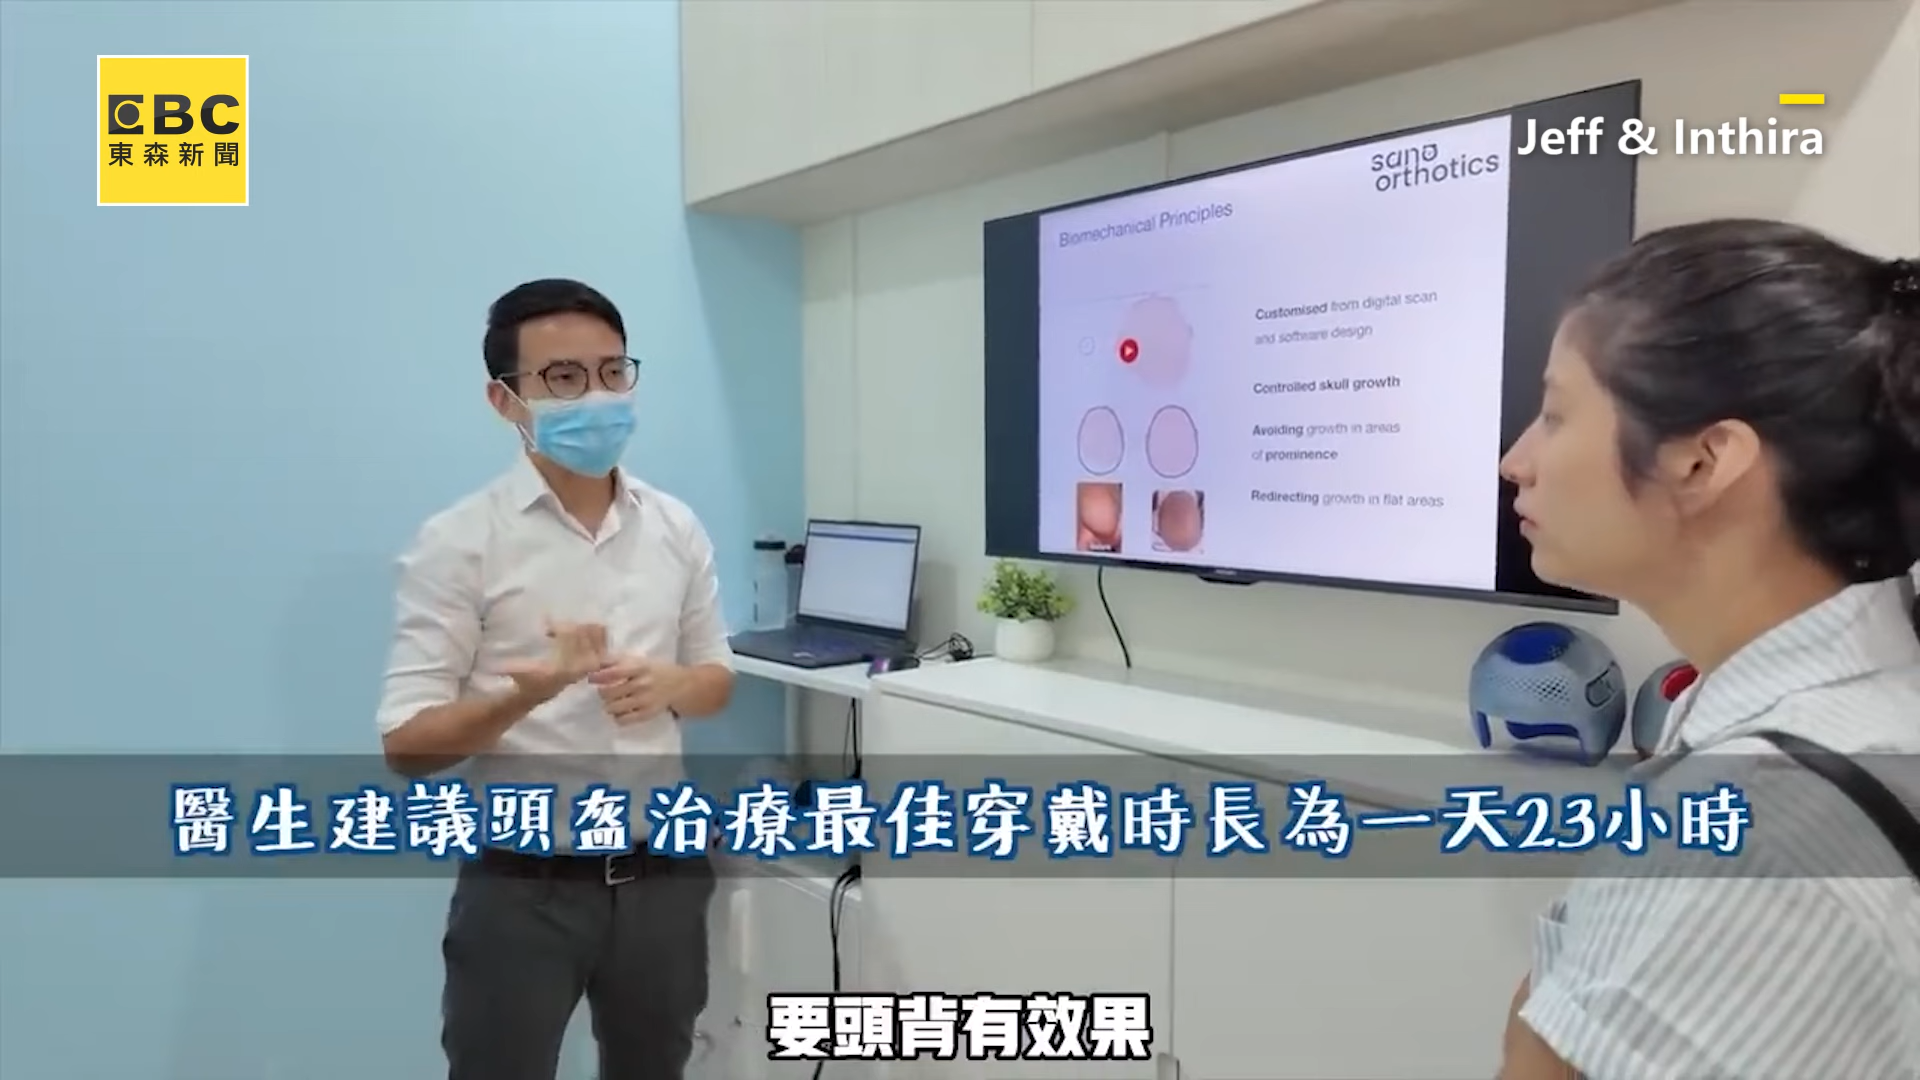 EBC
東森新聞
Jeff & Inthira
sano
orthotics
Biomechanical Principles
Customised from digital scan
and software design
Controlled skull growth
Avoiding growth in areas
of prominence
Redirecting growth in flat areas
醫生建議頭盔治療最佳穿戴時長為一天23小時
要頭背有效果